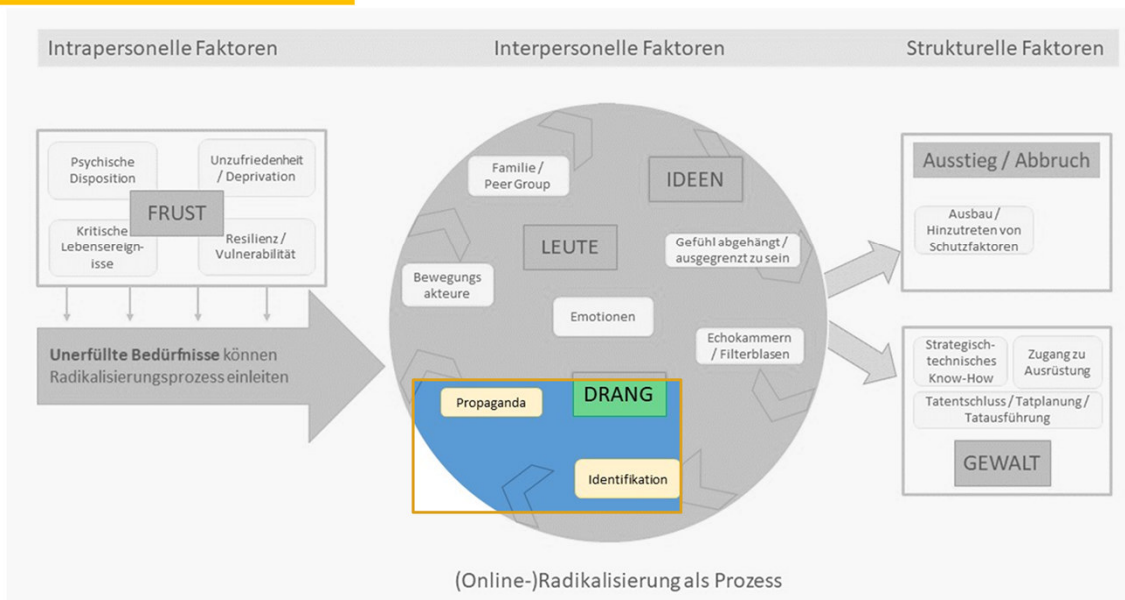 Intrapersonelle Faktoren
Interpersonelle Faktoren
Strukturelle Faktoren
Psychische
Disposition
Unzufriedenheit
/ Deprivation
FRUST
Kritische
Lebensereign-
nisse
Resilienz /
Vulnerabilität
Unerfüllte Bedürfnisse können
Radikalisierungsprozess einleiten
Familie /
Peer Group
IDEEN
LEUTE
Gefühl abgehängt /
ausgegrenzt zu sein
Bewegungs
akteure
Emotionen
Echokammern
/ Filterblasen
Propaganda
DRANG
Identifikation
Ausstieg / Abbruch
Ausbau /
Hinzutreten von
Schutzfaktoren
Strategisch-
technisches
Know-How
Zugang zu
Ausrüstung
Tatentschluss / Tatplanung /
Tatausführung
GEWALT
(Online-)Radikalisierung als Prozess